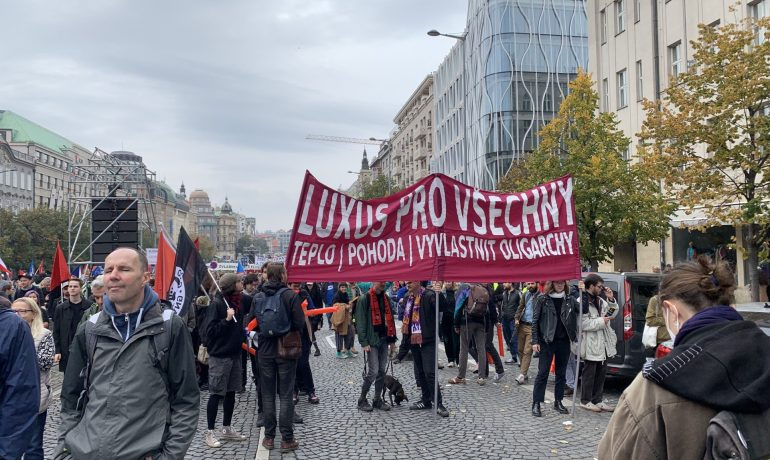 LUXUS PRO VSECHNY
TEPLO | POHODA | VYVLASTNIT OLIGARCHY